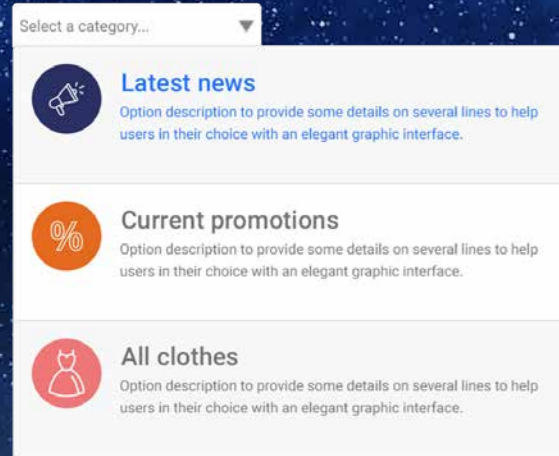 Select a category...
Latest news
Option description to provide some details on several lines to help
users in their choice with an elegant graphic interface.
%
Current promotions
Option description to provide some details on several lines to help
users in their choice with an elegant graphic interface.
All clothes
Option description to provide some details on several lines to help
users in their choice with an elegant graphic interface.